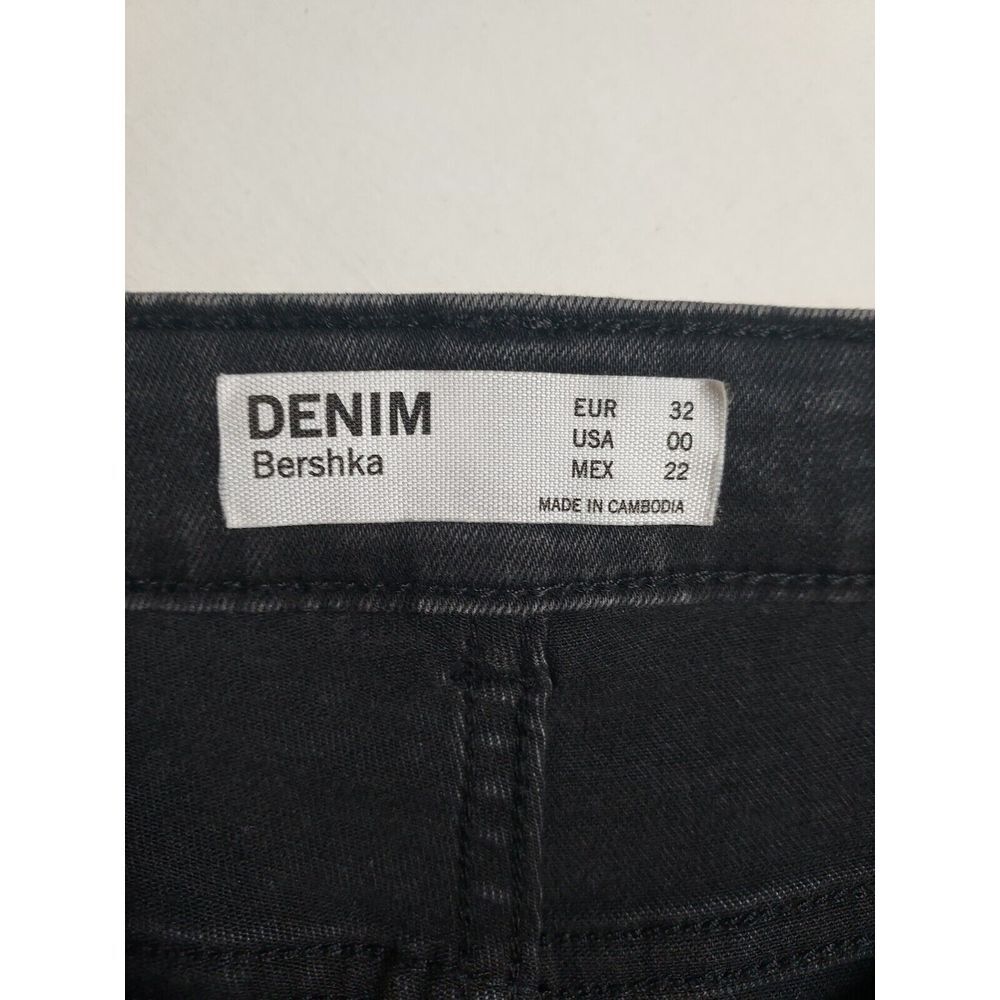 DENIM
Bershka
EUR 32
USA 00
MEX 22
MADE IN CAMBODIA